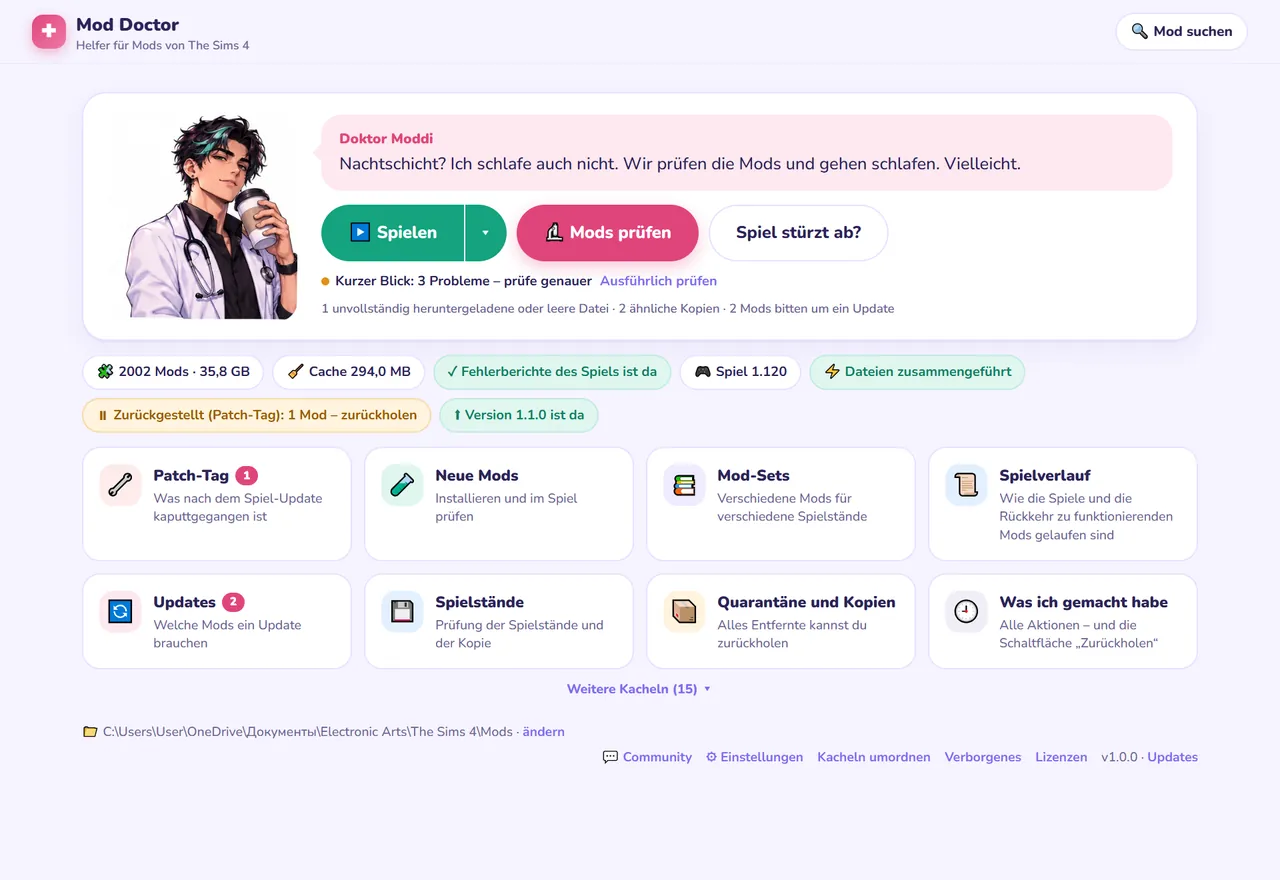 Mod Doctor
Helfer für Mods von The Sims 4
Mod suchen
Doktor Moddi
Nachtschicht? Ich schlafe auch nicht. Wir prüfen die Mods und gehen schlafen. Vielleicht.
Spielen
Mods prüfen
Spiel stürzt ab?
Kurzer Blick: 3 Probleme – prüfe genauer Ausführlich prüfen
1 unvollständig heruntergeladene oder leere Datei · 2 ähnliche Kopien · 2 Mods bitten um ein Update
2002 Mods · 35,8 GB
Cache 294,0 MB
✓ Fehlerberichte des Spiels ist da
Spiel 1.120
Dateien zusammengeführt
Zurückgestellt (Patch-Tag): 1 Mod – zurückholen
Version 1.1.0 ist da
Patch-Tag 1
Was nach dem Spiel-Update
kaputtgegangen ist
Neue Mods
Installieren und im Spiel
prüfen
Mod-Sets
Verschiedene Mods für
verschiedene Spielstände
Spielverlauf
Wie die Spiele und die
Rückkehr zu funktionierenden
Mods gelaufen sind
Updates 2
Welche Mods ein Update
brauchen
Spielstände
Prüfung der Spielstände und
der Kopie
Quarantäne und Kopien
Alles Entfernte kannst du
zurückholen
Was ich gemacht habe
Alle Aktionen – und die
Schaltfläche „Zurückholen“
Weitere Kacheln (15)
C:\Users\User\OneDrive\Документы\Electronic Arts\The Sims 4\Mods · ändern
Community
Einstellungen
Kacheln umordnen
Verborgenes
Lizenzen
v1.0.0 · Updates